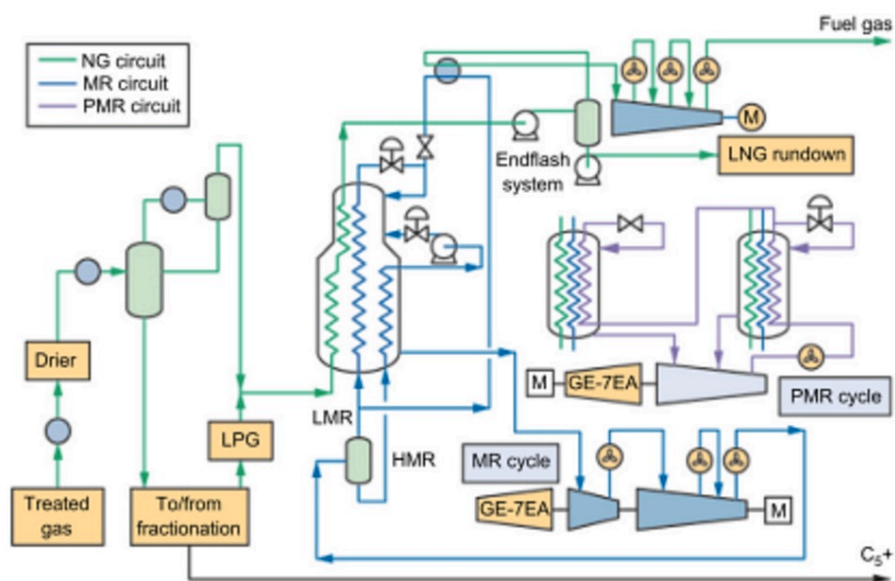 Fuel gas
NG circuit
MR circuit
PMR circuit
M
Endflash
system
LNG rundown
Drier
M
GE-7EA
PMR cycle
LMR
LPG
HMR
MR cycle
Treated
gas
To/from
fractionation
GE-7EA
M
C₅+